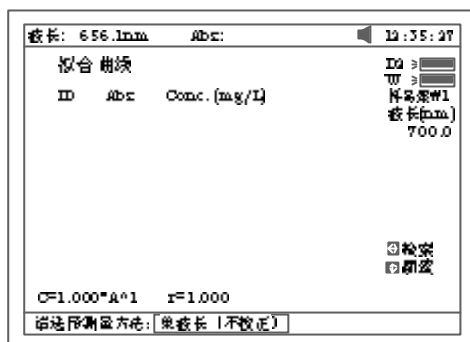 波长: 656.1nm Abs: 12:35:27
拟合曲线
D2
W
ID Abs Conc.(mg/L)
样品架#1
波长(nm)
700.0
检索
翻页
C=1.000*A^1 r=1.000
请选择测量方法: 单波长(不校正)